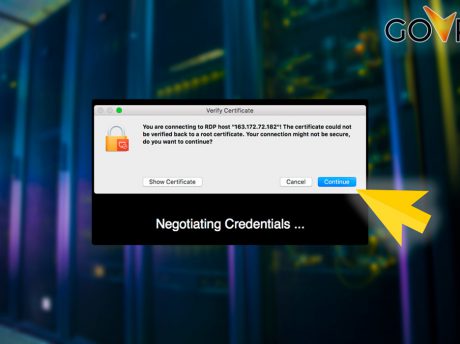 Verify Certificate
You are connecting to RDP host "163.172.72.182"! The certificate could not
be verified back to a root certificate. Your connection might not be secure,
do you want to continue?
Show Certificate
Cancel
Continue
Negotiating Credentials ...